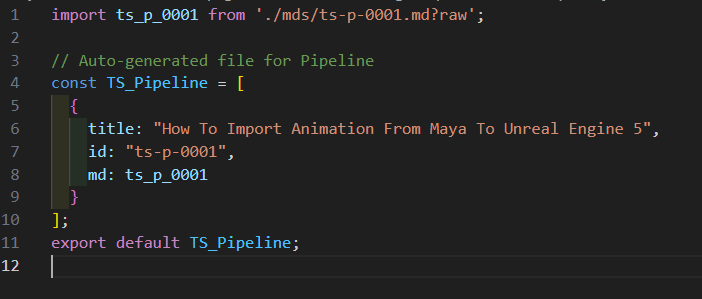 1 import ts_p_0001 from './mds/ts-p-0001.md?raw';
2
3 // Auto-generated file for Pipeline
4 const TS_Pipeline = [
5   {
6     title: "How To Import Animation From Maya To Unreal Engine 5",
7     id: "ts-p-0001",
8     md: ts_p_0001
9   }
10 ];
11 export default TS_Pipeline;
12